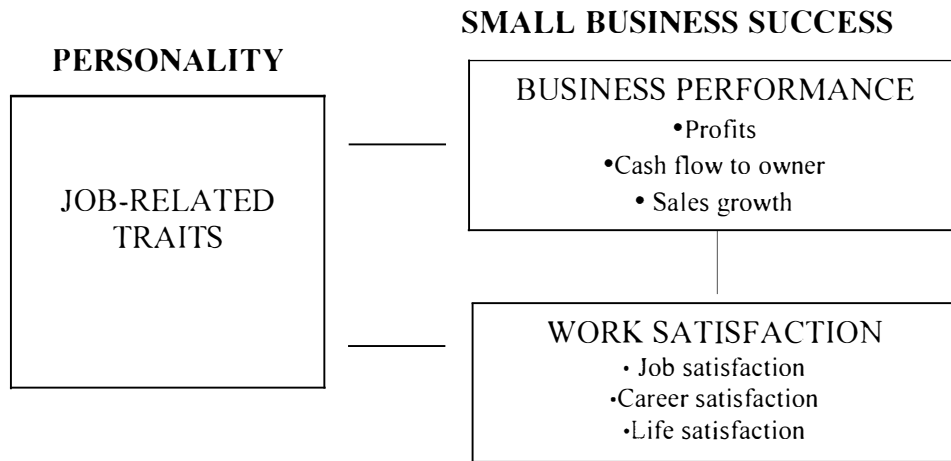 SMALL BUSINESS SUCCESS
PERSONALITY
BUSINESS PERFORMANCE
•Profits
•Cash flow to owner
• Sales growth
JOB-RELATED
TRAITS
WORK SATISFACTION
• Job satisfaction
•Career satisfaction
•Life satisfaction